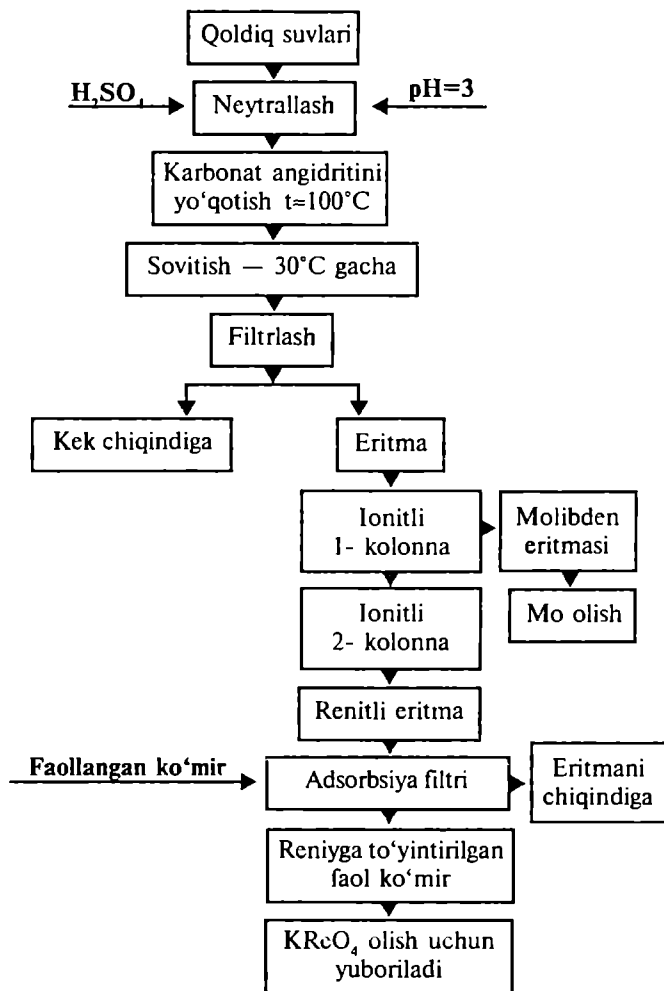 Qoldiq suvlari
H₂SO₄
Neytrallash
pH=3
Karbonat angidritini
yo‘qotish t=100°C
Sovitish — 30°C gacha
Filtrlash
Kek chiqindiga
Eritma
Ionitli
1- kolonna
Molibden
eritmasi
Ionitli
2- kolonna
Mo olish
Renitli eritma
Faollangan ko‘mir
Adsorbsiya filtri
Eritmani
chiqindiga
Reniyga to‘yintirilgan
faol ko‘mir
KReO₄ olish uchun
yuboriladi